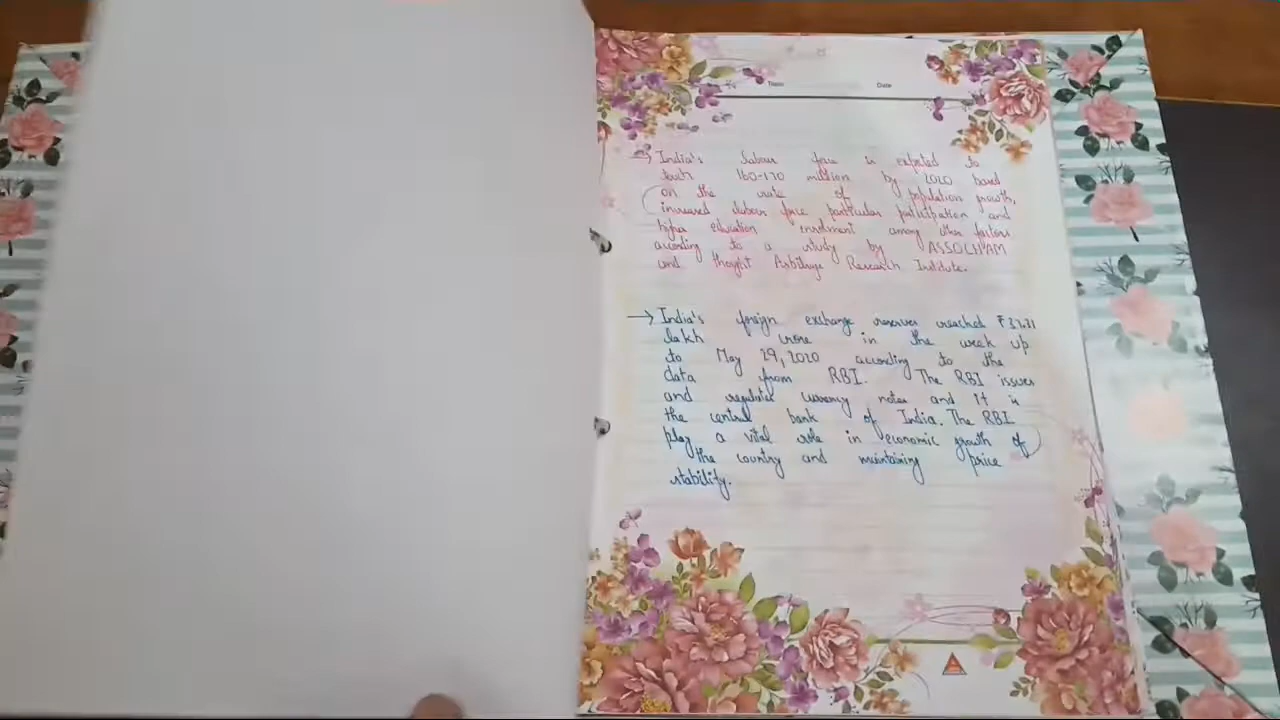 Date
→ India's labour force is expected to
touch 160-170 million by 2020 based
on the rate of population growth,
increased labour force particular participation and
higher education enrolment among other factors
according to a study by ASSOCHAM
and thought Arbitrage Research Institute.
→ India's foreign exchange reserves reached ₹
lakh crore in the week up
to May 29, 2020 according to the
data from RBI. The RBI issues
and regulates currency notes and it is
the central bank of India. The RBI
play a vital role in economic growth of
the country and maintaining price
stability.